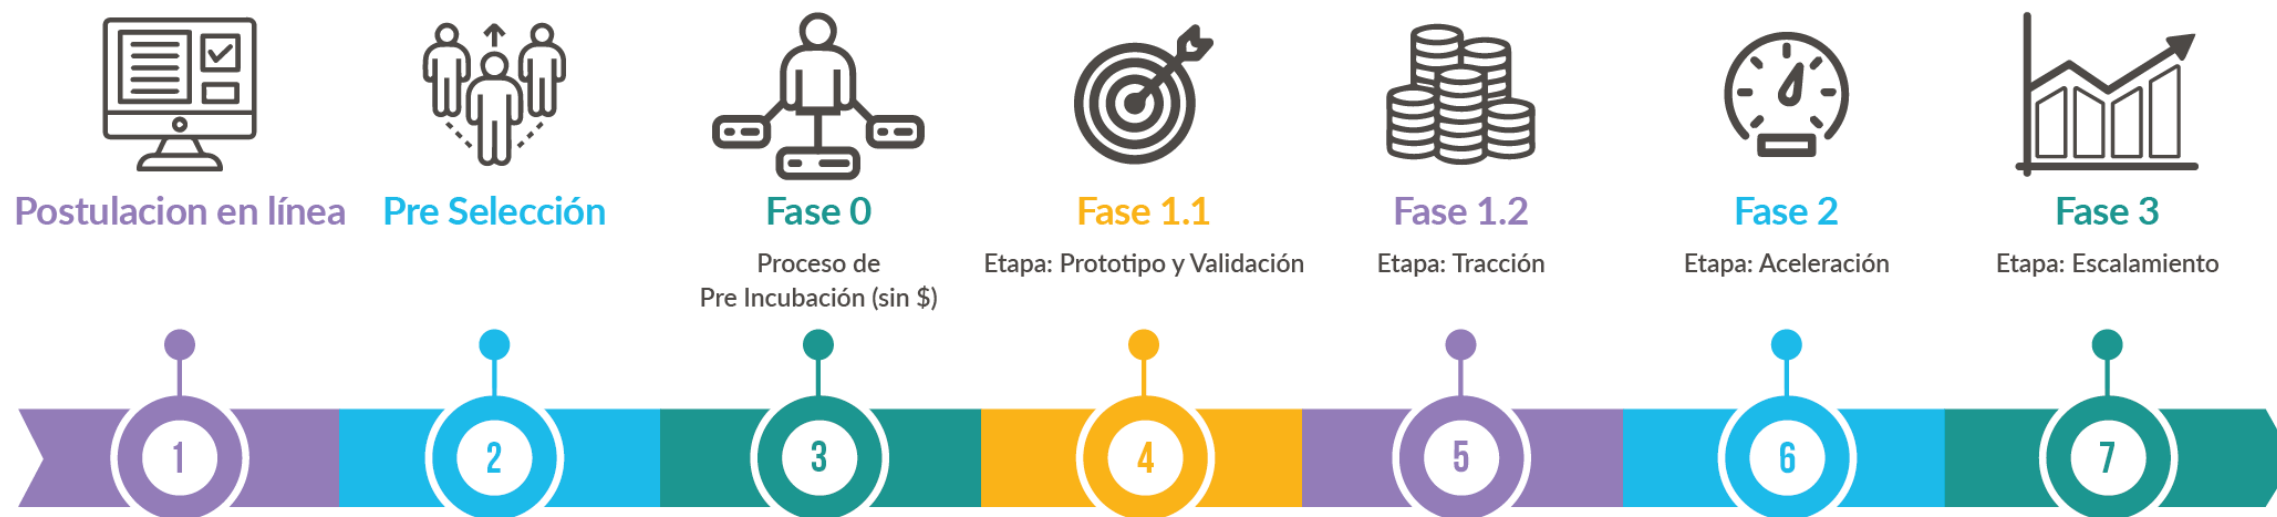 Postulacion en línea
Pre Selección
Fase 0
Proceso de
Pre Incubación (sin $)
Fase 1.1
Etapa: Prototipo y Validación
Fase 1.2
Etapa: Tracción
Fase 2
Etapa: Aceleración
Fase 3
Etapa: Escalamiento
1
2
3
4
5
6
7